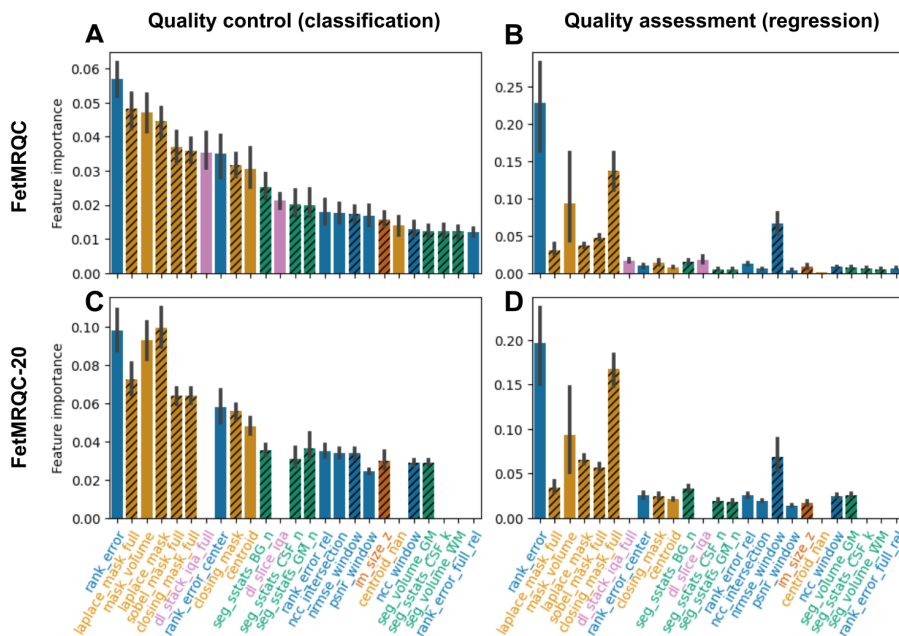 Quality control (classification)
Quality assessment (regression)
A
B
FetMRQC
Feature importance
0.06
0.05
0.04
0.03
0.02
0.01
0.00
0.25
0.20
0.15
0.10
0.05
0.00
C
D
FetMRQC-20
Feature importance
0.10
0.08
0.06
0.04
0.02
0.00
0.20
0.15
0.10
0.05
0.00
rank_error
laplace_mask_full
mask_volume
laplace_mask
sobel_mask_full
closing_mask_full
dl_stack_iqa_full
rank_error_center
closing_mask
centroid
seg_sstats_BG_n
dl_slice_iqa
seg_sstats_CSF_n
seg_sstats_GM_n
rank_error_rel
ncc_intersection
nrmse_window
psnr_window
im_size_z
centroid_han
ncc_window
seg_volume_GM
seg_sstats_CSF_k
seg_volume_WM
rank_error_full_rel
rank_error
laplace_mask_full
mask_volume
laplace_mask
sobel_mask_full
closing_mask_full
dl_stack_iqa_full
rank_error_center
closing_mask
centroid
seg_sstats_BG_n
dl_slice_iqa
seg_sstats_CSF_n
seg_sstats_GM_n
rank_error_rel
ncc_intersection
nrmse_window
psnr_window
im_size_z
centroid_han
ncc_window
seg_volume_GM
seg_sstats_CSF_k
seg_volume_WM
rank_error_full_rel